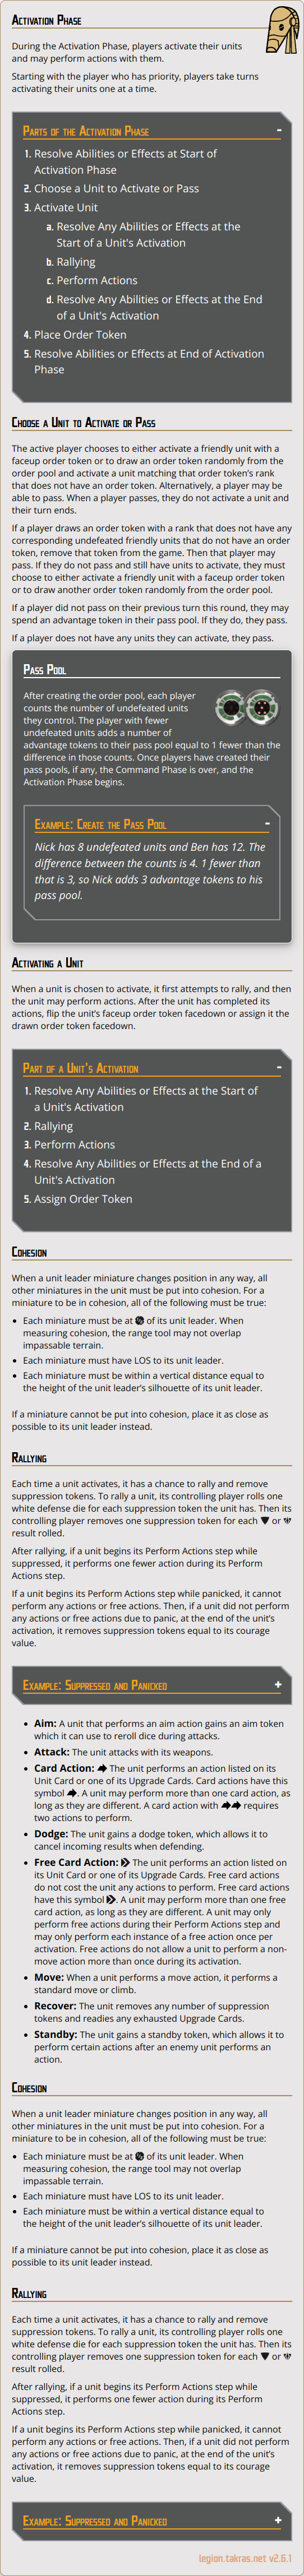 Activation Phase
During the Activation Phase, players activate their units
and may perform actions with them.
Starting with the player who has priority, players take turns
activating their units one at a time.
Parts of the Activation Phase -
1. Resolve Abilities or Effects at Start of
Activation Phase
2. Choose a Unit to Activate or Pass
3. Activate Unit
a. Resolve Any Abilities or Effects at the
Start of a Unit's Activation
b. Rallying
c. Perform Actions
d. Resolve Any Abilities or Effects at the End
of a Unit's Activation
4. Place Order Token
5. Resolve Abilities or Effects at End of Activation
Phase
Choose a Unit to Activate or Pass
The active player chooses to either activate a friendly unit with a
faceup order token or to draw an order token randomly from the
order pool and activate a unit matching that order token's rank
that does not have an order token. Alternatively, a player may be
able to pass. When a player passes, they do not activate a unit and
their turn ends.
If a player draws an order token with a rank that does not have any
corresponding undefeated friendly units that do not have an order
token, remove that token from the game. Then that player may
pass. If they do not pass and still have units to activate, they must
choose to either activate a friendly unit with a faceup order token
or to draw another order token randomly from the order pool.
If a player did not pass on their previous turn this round, they may
spend an advantage token in their pass pool. If they do, they pass.
If a player does not have any units they can activate, they pass.
Pass Pool
After creating the order pool, each player
counts the number of undefeated units
they control. The player with fewer
undefeated units adds a number of
advantage tokens to their pass pool equal to 1 fewer than the
difference in those counts. Once players have created their
pass pools, if any, the Command Phase is over, and the
Activation Phase begins.
Example: Create the Pass Pool -
Nick has 8 undefeated units and Ben has 12. The
difference between the counts is 4. 1 fewer than
that is 3, so Nick adds 3 advantage tokens to his
pass pool.
Activating a Unit
When a unit is chosen to activate, it first attempts to rally, and then
the unit may perform actions. After the unit has completed its
actions, flip the unit's faceup order token facedown or assign it the
drawn order token facedown.
Part of a Unit's Activation -
1. Resolve Any Abilities or Effects at the Start of
a Unit's Activation
2. Rallying
3. Perform Actions
4. Resolve Any Abilities or Effects at the End of a
Unit's Activation
5. Assign Order Token
Cohesion
When a unit leader miniature changes position in any way, all
other miniatures in the unit must be put into cohesion. For a
miniature to be in cohesion, all of the following must be true:
• Each miniature must be at of its unit leader. When
measuring cohesion, the range tool may not overlap
impassable terrain.
• Each miniature must have LOS to its unit leader.
• Each miniature must be within a vertical distance equal to
the height of the unit leader's silhouette of its unit leader.
If a miniature cannot be put into cohesion, place it as close as
possible to its unit leader instead.
Rallying
Each time a unit activates, it has a chance to rally and remove
suppression tokens. To rally a unit, its controlling player rolls one
white defense die for each suppression token the unit has. Then its
controlling player removes one suppression token for each or
result rolled.
After rallying, if a unit begins its Perform Actions step while
suppressed, it performs one fewer action during its Perform
Actions step.
If a unit begins its Perform Actions step while panicked, it cannot
perform any actions or free actions. Then, if a unit did not perform
any actions or free actions due to panic, at the end of the unit's
activation, it removes suppression tokens equal to its courage
value.
Example: Suppressed and Panicked +
• Aim: A unit that performs an aim action gains an aim token
which it can use to reroll dice during attacks.
• Attack: The unit attacks with its weapons.
• Card Action: The unit performs an action listed on its
Unit Card or one of its Upgrade Cards. Card actions have this
symbol . A unit may perform more than one card action, as
long as they are different. A card action with requires
two actions to perform.
• Dodge: The unit gains a dodge token, which allows it to
cancel incoming results when defending.
• Free Card Action: The unit performs an action listed on
its Unit Card or one of its Upgrade Cards. Free card actions
do not cost the unit any actions to perform. Free card actions
have this symbol . A unit may perform more than one free
card action, as long as they are different. A unit may only
perform free actions during their Perform Actions step and
may only perform each instance of a free action once per
activation. Free actions do not allow a unit to perform a non-
move action more than once during its activation.
• Move: When a unit performs a move action, it performs a
standard move or climb.
• Recover: The unit removes any number of suppression
tokens and readies any exhausted Upgrade Cards.
• Standby: The unit gains a standby token, which allows it to
perform certain actions after an enemy unit performs an
action.
Cohesion
When a unit leader miniature changes position in any way, all
other miniatures in the unit must be put into cohesion. For a
miniature to be in cohesion, all of the following must be true:
• Each miniature must be at of its unit leader. When
measuring cohesion, the range tool may not overlap
impassable terrain.
• Each miniature must have LOS to its unit leader.
• Each miniature must be within a vertical distance equal to
the height of the unit leader's silhouette of its unit leader.
If a miniature cannot be put into cohesion, place it as close as
possible to its unit leader instead.
Rallying
Each time a unit activates, it has a chance to rally and remove
suppression tokens. To rally a unit, its controlling player rolls one
white defense die for each suppression token the unit has. Then its
controlling player removes one suppression token for each or
result rolled.
After rallying, if a unit begins its Perform Actions step while
suppressed, it performs one fewer action during its Perform
Actions step.
If a unit begins its Perform Actions step while panicked, it cannot
perform any actions or free actions. Then, if a unit did not perform
any actions or free actions due to panic, at the end of the unit's
activation, it removes suppression tokens equal to its courage
value.
Example: Suppressed and Panicked +
legion.takras.net v2.6.1